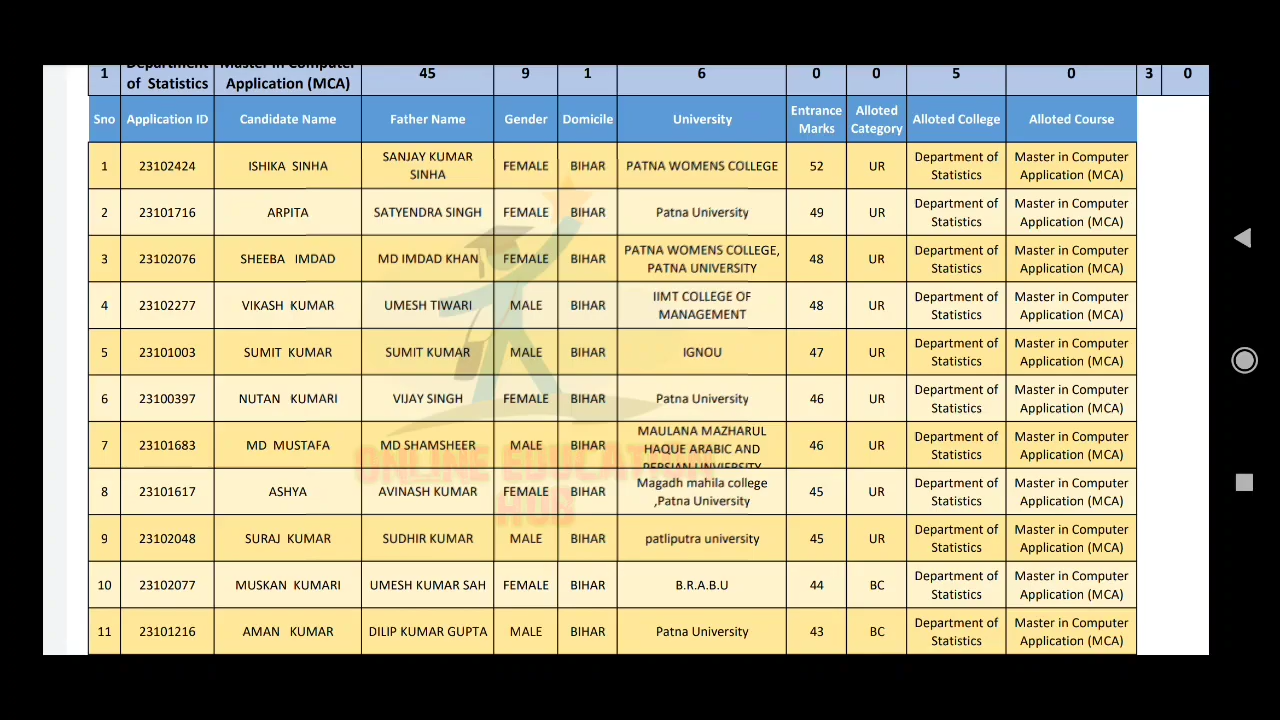 Department Master in Computer
1 of Statistics Application (MCA) 45 9 1 6 0 0 5 0 3 0
Sno Application ID Candidate Name Father Name Gender Domicile University Entrance Marks Alloted Category Alloted College Alloted Course
1 23102424 ISHIKA SINHA SANJAY KUMAR SINHA FEMALE BIHAR PATNA WOMENS COLLEGE 52 UR Department of Statistics Master in Computer Application (MCA)
2 23101716 ARPITA SATYENDRA SINGH FEMALE BIHAR Patna University 49 UR Department of Statistics Master in Computer Application (MCA)
3 23102076 SHEEBA IMDAD MD IMDAD KHAN FEMALE BIHAR PATNA WOMENS COLLEGE, PATNA UNIVERSITY 48 UR Department of Statistics Master in Computer Application (MCA)
4 23102277 VIKASH KUMAR UMESH TIWARI MALE BIHAR IIMT COLLEGE OF MANAGEMENT 48 UR Department of Statistics Master in Computer Application (MCA)
5 23101003 SUMIT KUMAR SUMIT KUMAR MALE BIHAR IGNOU 47 UR Department of Statistics Master in Computer Application (MCA)
6 23100397 NUTAN KUMARI VIJAY SINGH FEMALE BIHAR Patna University 46 UR Department of Statistics Master in Computer Application (MCA)
7 23101683 MD MUSTAFA MD SHAMSHEER MALE BIHAR MAULANA MAZHARUL HAQUE ARABIC AND PERSIAN UNVIERSITY 46 UR Department of Statistics Master in Computer Application (MCA)
8 23101617 ASHYA AVINASH KUMAR FEMALE BIHAR Magadh mahila college ,Patna University 45 UR Department of Statistics Master in Computer Application (MCA)
9 23102048 SURAJ KUMAR SUDHIR KUMAR MALE BIHAR patliputra university 45 UR Department of Statistics Master in Computer Application (MCA)
10 23102077 MUSKAN KUMARI UMESH KUMAR SAH FEMALE BIHAR B.R.A.B.U 44 BC Department of Statistics Master in Computer Application (MCA)
11 23101216 AMAN KUMAR DILIP KUMAR GUPTA MALE BIHAR Patna University 43 BC Department of Statistics Master in Computer Application (MCA)
ONLINE EDUCATION
HUB